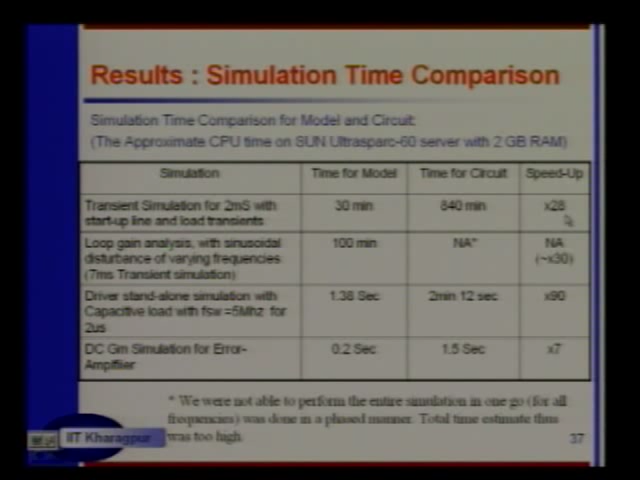 Results : Simulation Time Comparison
Simulation Time Comparison for Model and Circuit:
(The Approximate CPU time on SUN Ultrasparc-60 server with 2 GB RAM)
Simulation Time for Model Time for Circuit Speed-Up
Transient Simulation for 2mS with
start-up line and load transients
30 min 840 min x28
Loop gain analysis, with sinusoidal
disturbance of varying frequencies
(7ms Transient simulation)
100 min NA* NA
(~x30)
Driver stand-alone simulation with
Capacitive load with fsw =5Mhz for
2us
1.38 Sec 2min 12 sec x90
DC Gm Simulation for Error-
Amplfiier
0.2 Sec 1.5 Sec x7
* We were not able to perform the entire simulation in one go (for all
frequencies) was done in a phased manner. Total time estimate thus
was too high.
IIT Kharagpur
37